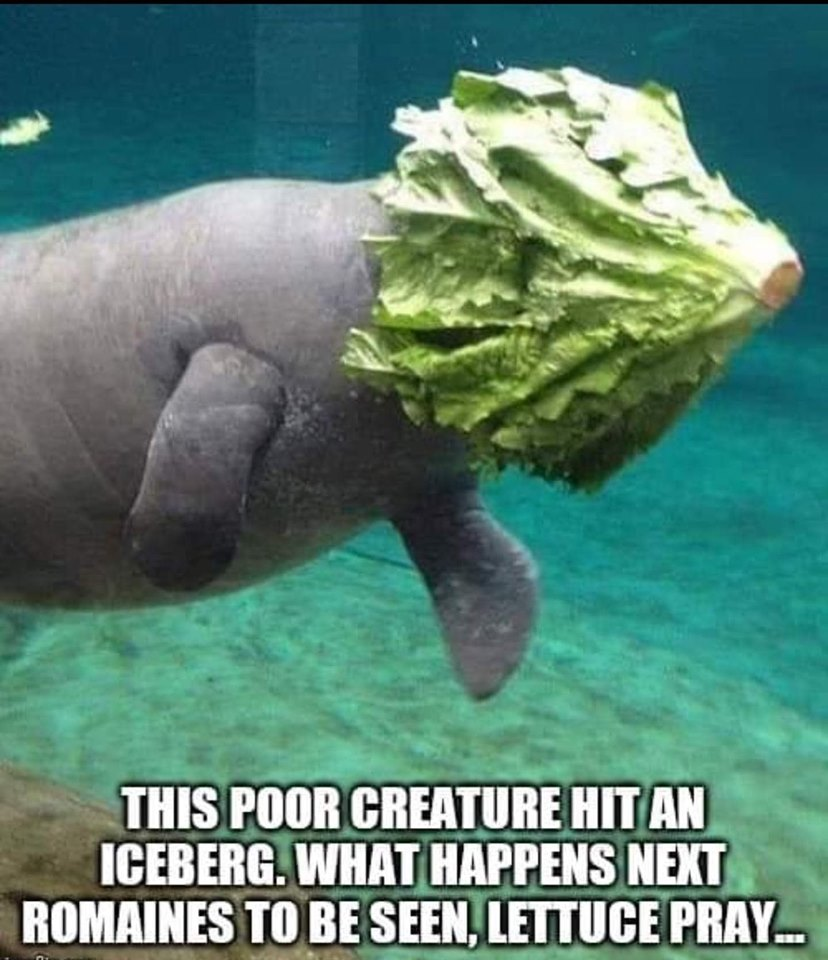 THIS POOR CREATURE HIT AN
ICEBERG. WHAT HAPPENS NEXT
ROMAINES TO BE SEEN, LETTUCE PRAY...